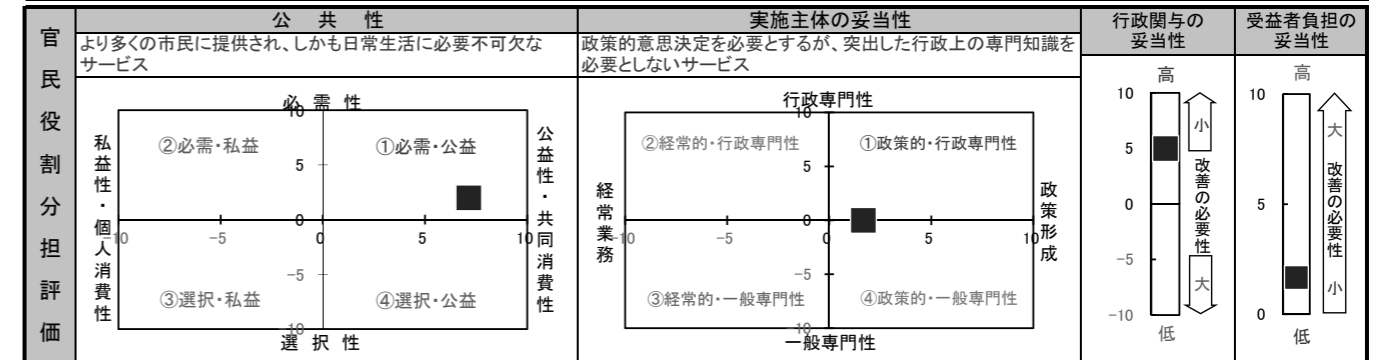 官民役割分担評価
公共性
より多くの市民に提供され、しかも日常生活に必要不可欠な
サービス
必需性
10
私益性・個人消費性
②必需・私益
①必需・公益
公益性・共同消費性
5
0
-10
-5
0
5
10
-5
③選択・私益
④選択・公益
-10
選択性
実施主体の妥当性
政策的意思決定を必要とするが、突出した行政上の専門知識を
必要としないサービス
行政専門性
10
②経常的・行政専門性
①政策的・行政専門性
5
経常業務
政策形成
0
-10
-5
0
5
10
-5
③経常的・一般専門性
④政策的・一般専門性
-10
一般専門性
行政関与の
妥当性
高
10
小
5
改善の必要性
0
-5
大
-10
低
受益者負担の
妥当性
高
10
大
改善の必要性
5
小
0
低